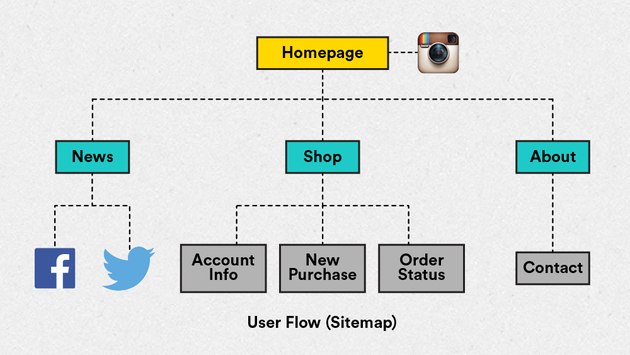 Homepage
News
Shop
About
Account
Info
New
Purchase
Order
Status
Contact
User Flow (Sitemap)